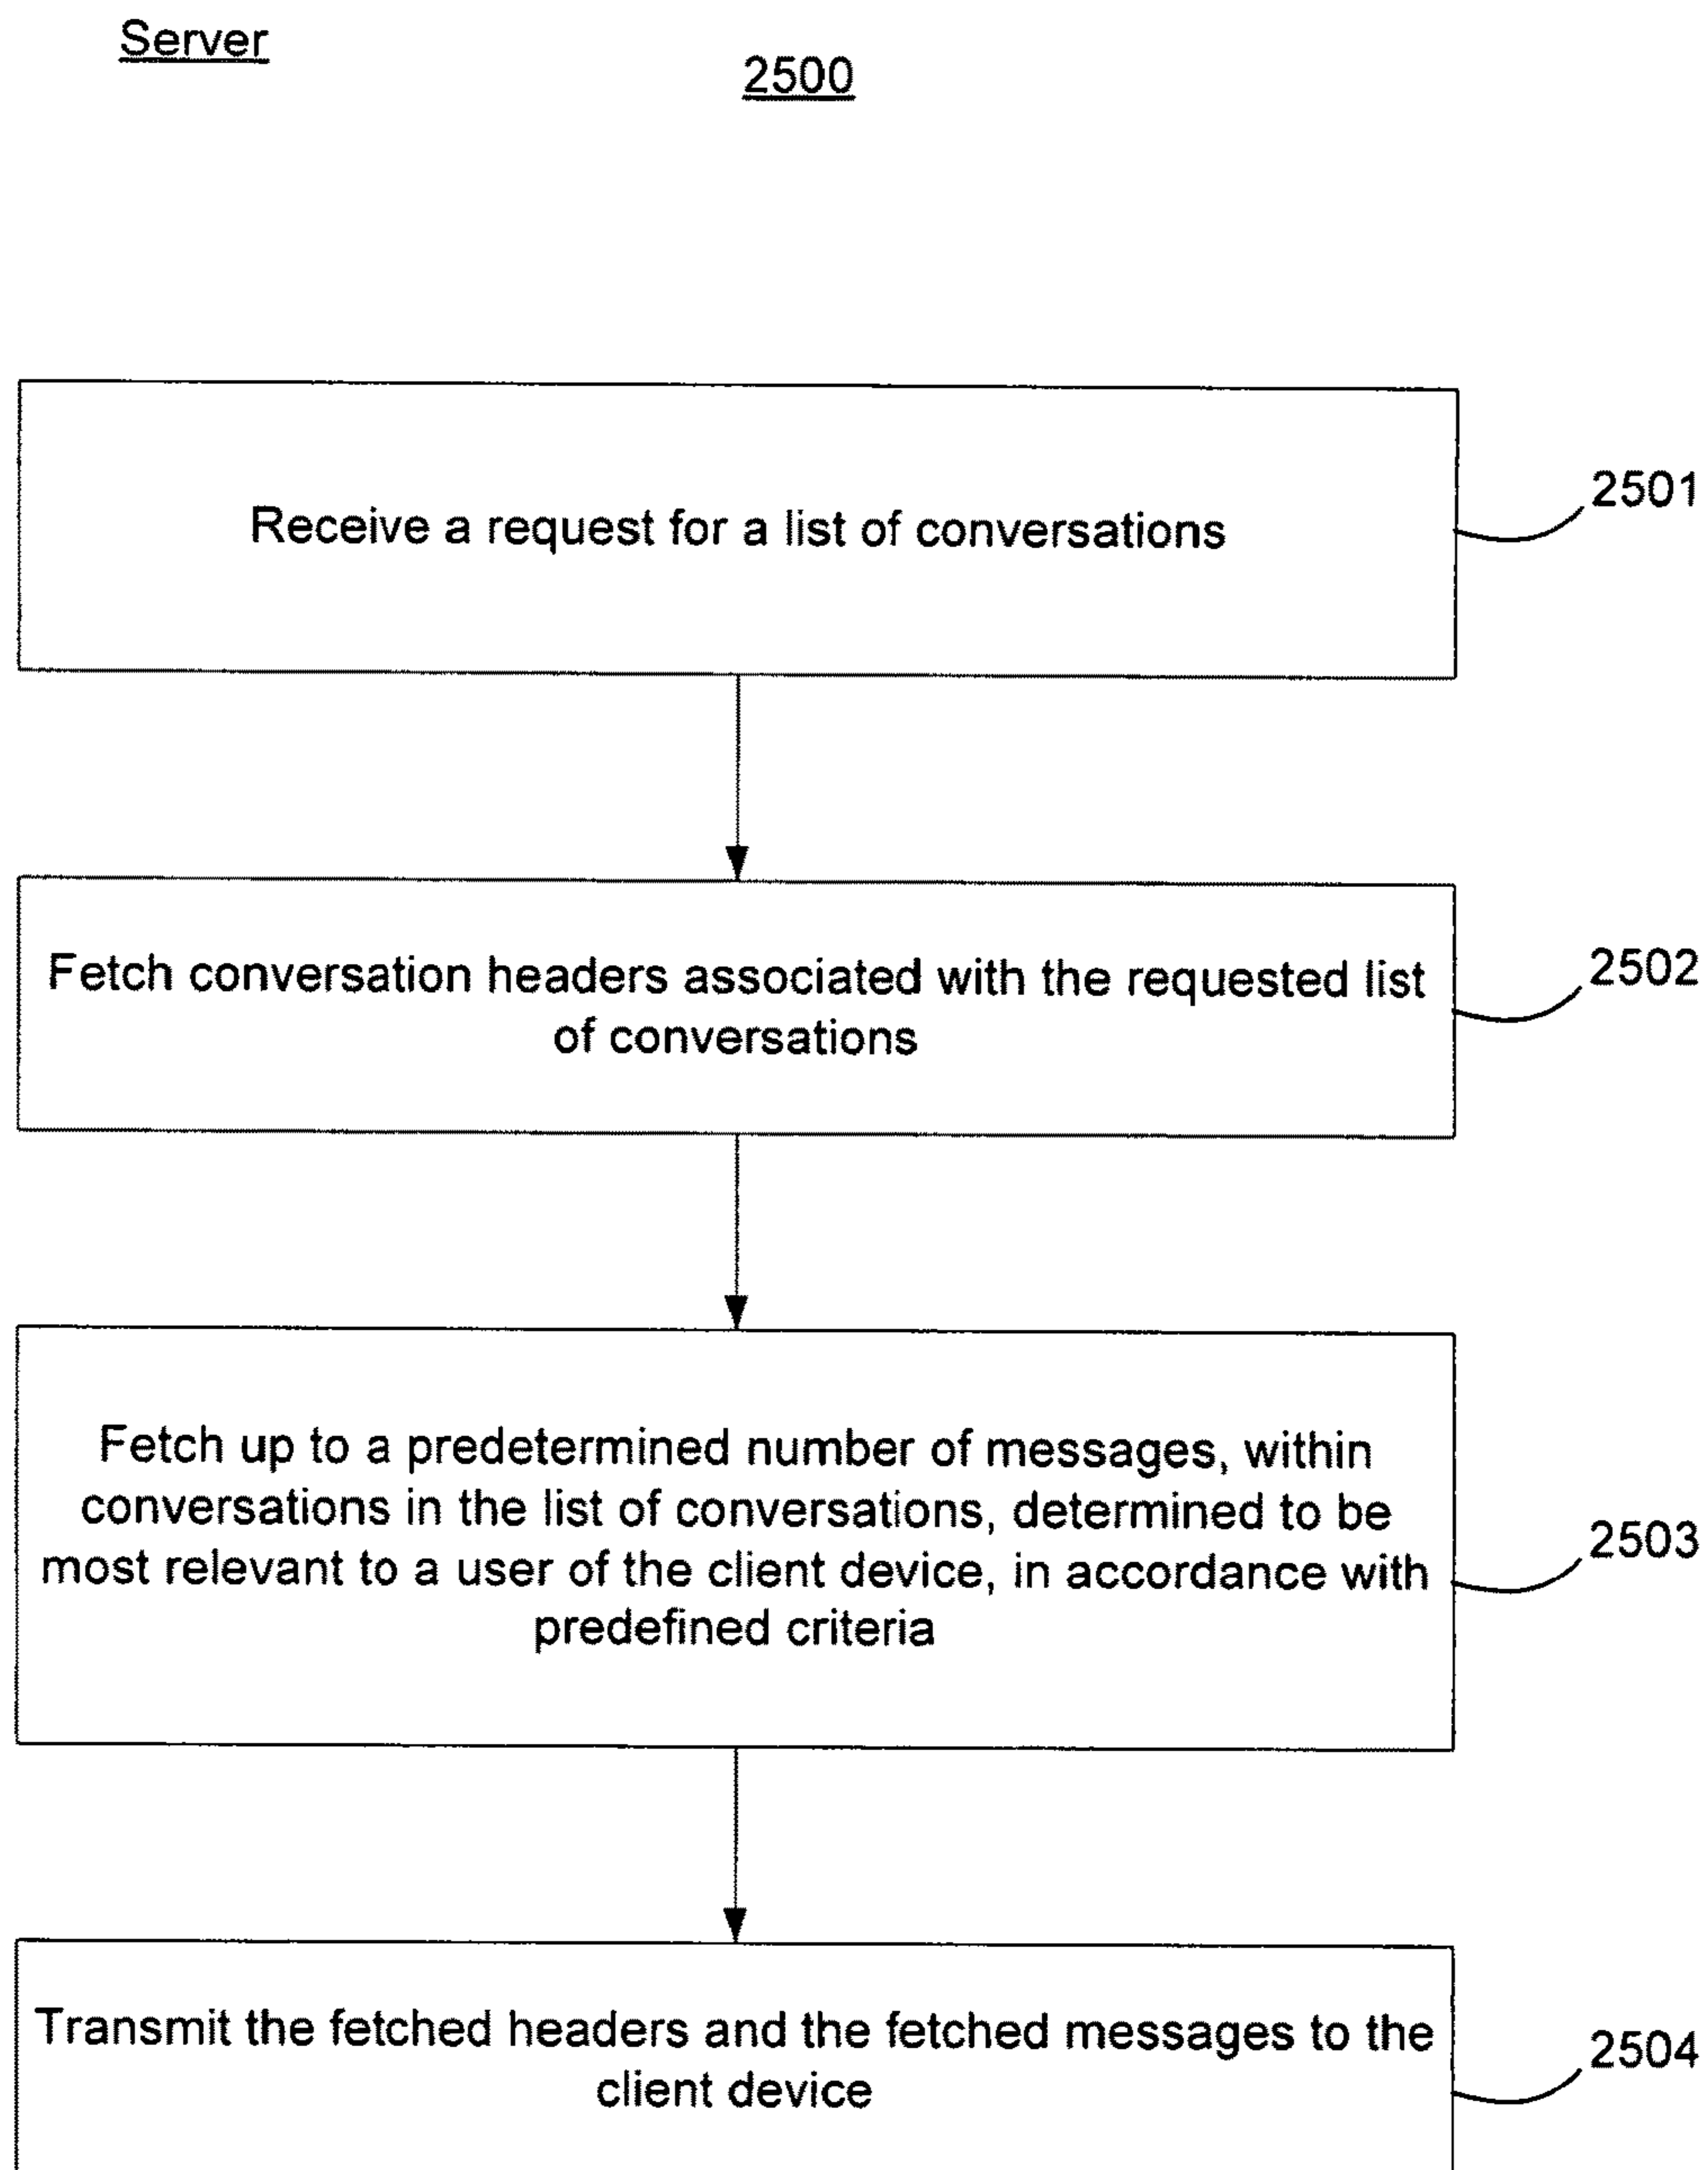 Server
2500
Receive a request for a list of conversations
2501
Fetch conversation headers associated with the requested list
of conversations
2502
Fetch up to a predetermined number of messages, within
conversations in the list of conversations, determined to be
most relevant to a user of the client device, in accordance with
predefined criteria
2503
Transmit the fetched headers and the fetched messages to the
client device
2504